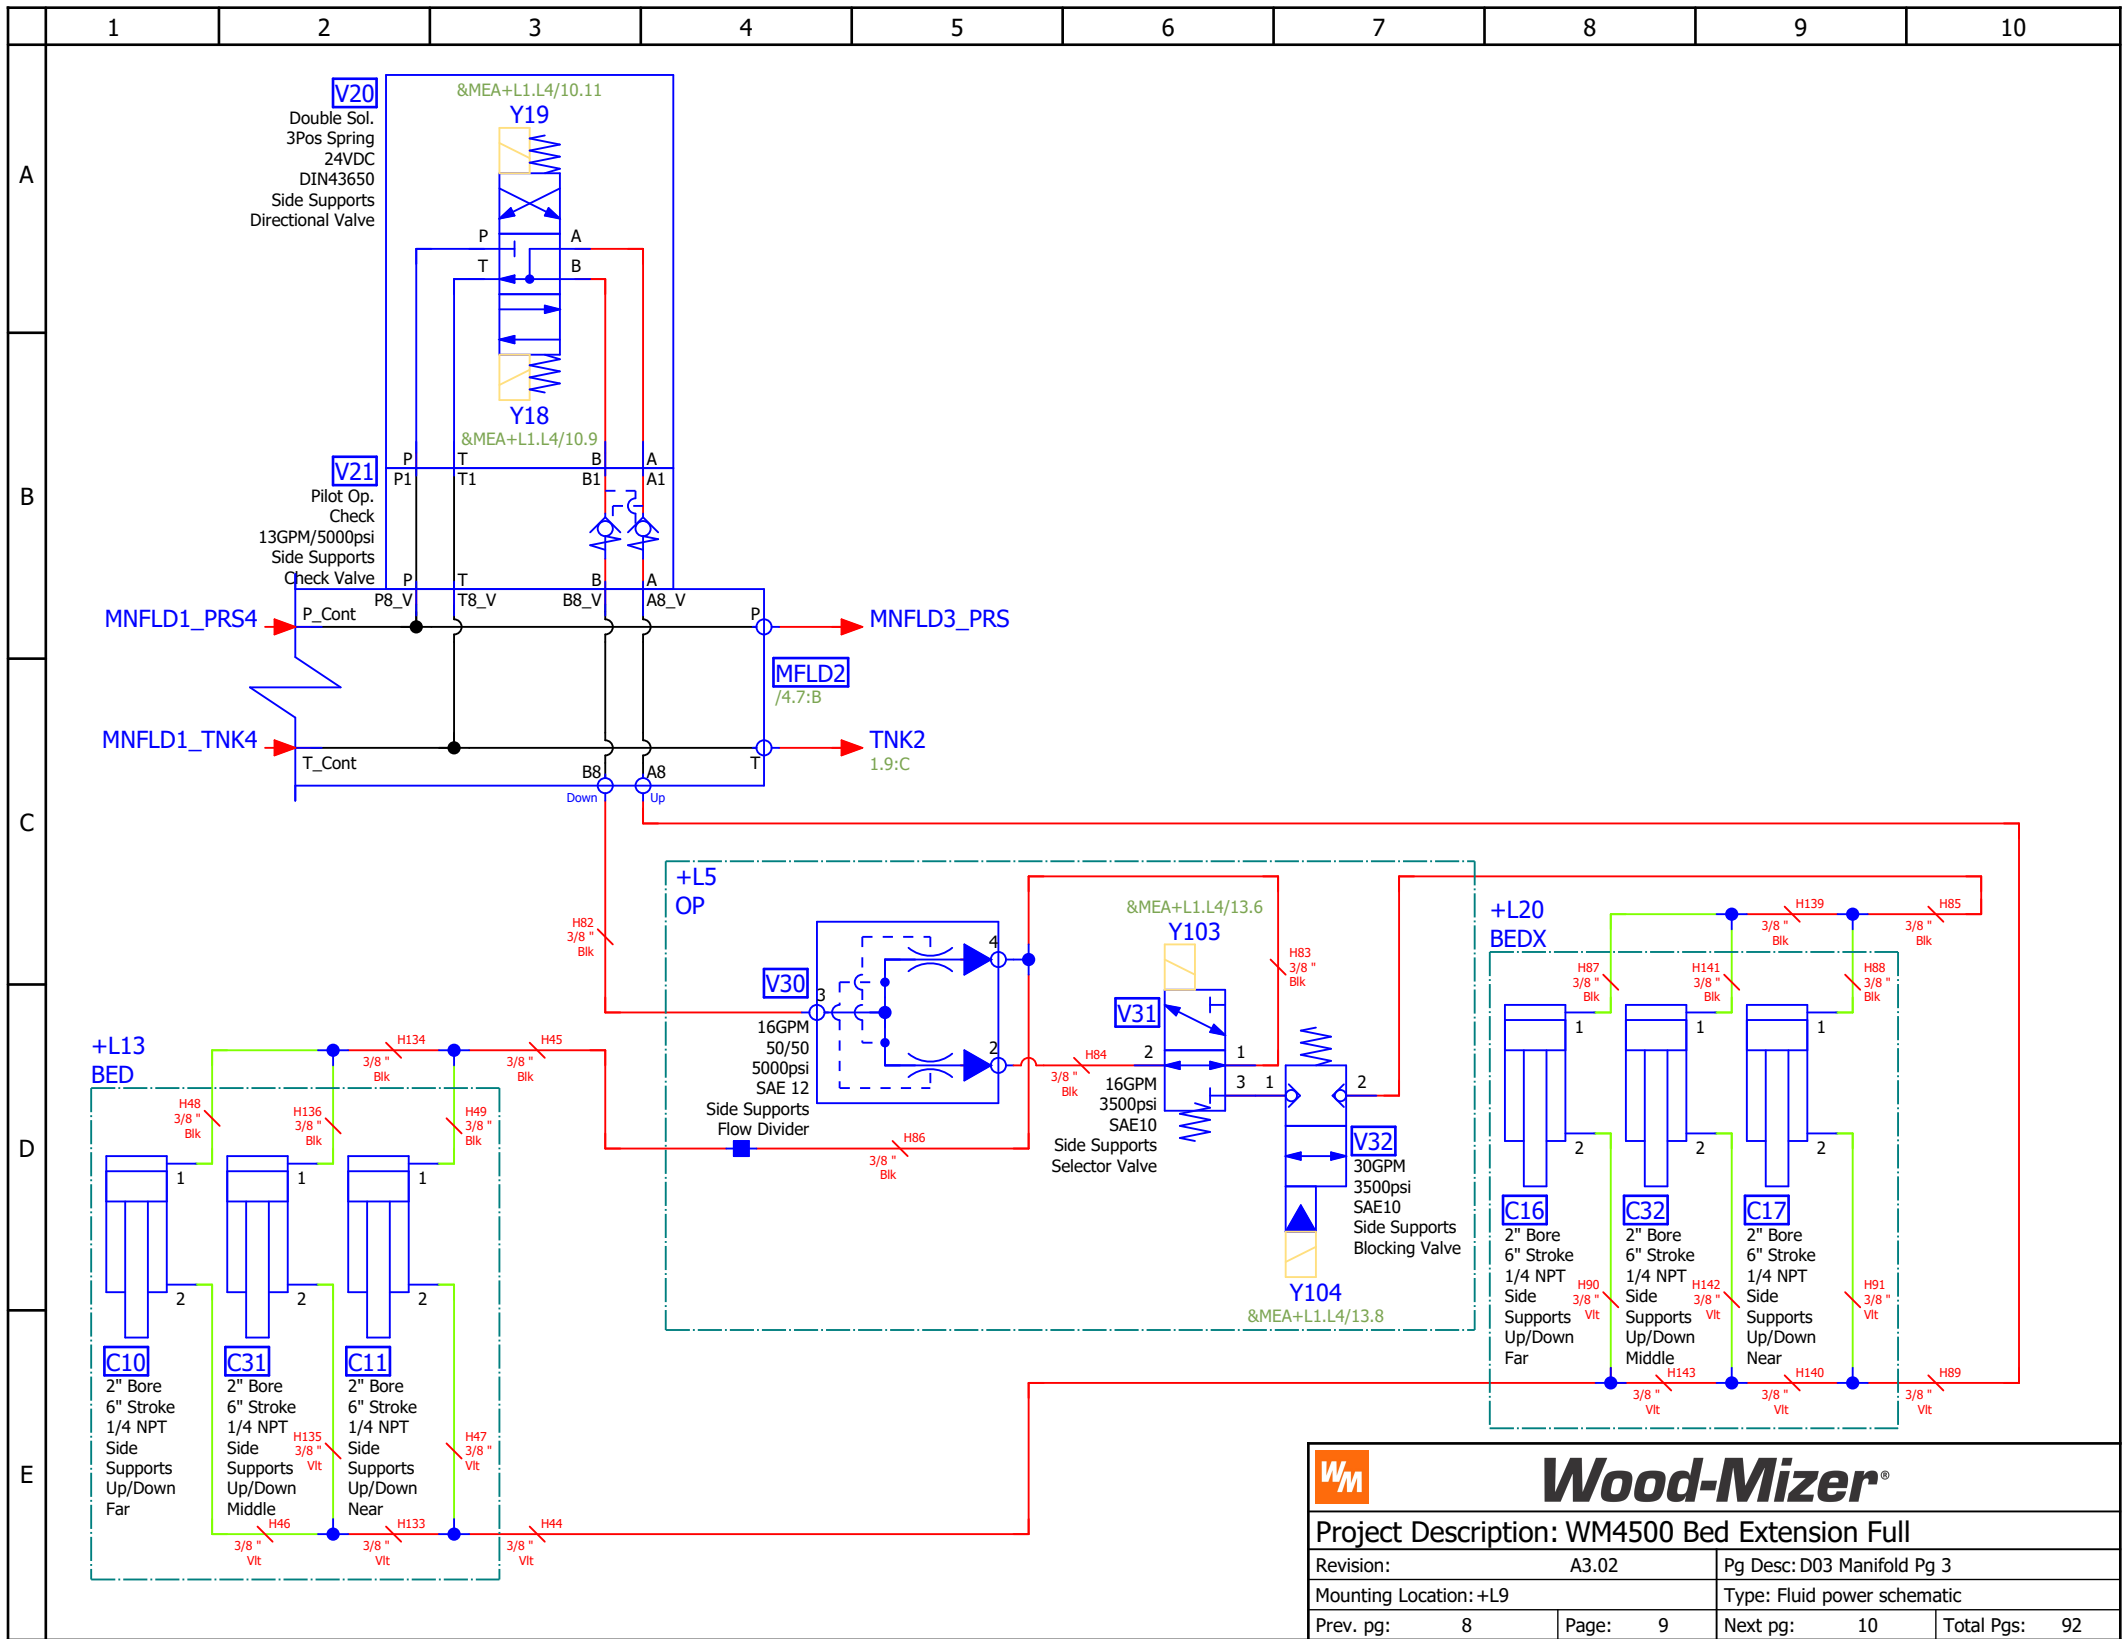 1 2 3 4 5 6 7 8 9 10
A
B
C
D
E
V20
Double Sol.
3Pos Spring
24VDC
DIN43650
Side Supports
Directional Valve
&MEA+L1.L4/10.11
Y19
P A
T B
Y18
&MEA+L1.L4/10.9
V21
Pilot Op.
Check
13GPM/5000psi
Side Supports
Check Valve
P T B A
P1 T1 B1 A1
P T B A
P8_V T8_V B8_V A8_V
MNFLD1_PRS4
P_Cont
P
MNFLD3_PRS
MFLD2
/4.7:B
MNFLD1_TNK4
T_Cont
T
TNK2
1.9:C
B8 A8
Down Up
H82
3/8 "
Blk
+L5
OP
V30
16GPM
50/50
5000psi
SAE 12
Side Supports
Flow Divider
3
4
2
H86
3/8 "
Blk
H84
3/8 "
Blk
&MEA+L1.L4/13.6
Y103
V31
2 1
3
16GPM
3500psi
SAE10
Side Supports
Selector Valve
H83
3/8 "
Blk
1 2
V32
30GPM
3500psi
SAE10
Side Supports
Blocking Valve
Y104
&MEA+L1.L4/13.8
+L13
BED
H134
3/8 "
Blk
H45
3/8 "
Blk
H48
3/8 "
Blk
H136
3/8 "
Blk
H49
3/8 "
Blk
1
2
1
2
1
2
C10
2" Bore
6" Stroke
1/4 NPT
Side
Supports
Up/Down
Far
C31
2" Bore
6" Stroke
1/4 NPT
Side
Supports
Up/Down
Middle
C11
2" Bore
6" Stroke
1/4 NPT
Side
Supports
Up/Down
Near
H135
3/8 "
Vlt
H47
3/8 "
Vlt
H46
3/8 "
Vlt
H133
3/8 "
Vlt
H44
3/8 "
Vlt
+L20
BEDX
H139
3/8 "
Blk
H85
3/8 "
Blk
H87
3/8 "
Blk
H141
3/8 "
Blk
H88
3/8 "
Blk
1
2
1
2
1
2
C16
2" Bore
6" Stroke
1/4 NPT
Side
Supports
Up/Down
Far
C32
2" Bore
6" Stroke
1/4 NPT
Side
Supports
Up/Down
Middle
C17
2" Bore
6" Stroke
1/4 NPT
Side
Supports
Up/Down
Near
H90
3/8 "
Vlt
H142
3/8 "
Vlt
H91
3/8 "
Vlt
H143
3/8 "
Vlt
H140
3/8 "
Vlt
H89
3/8 "
Vlt
WM
Wood-Mizer®
Project Description: WM4500 Bed Extension Full
Revision: A3.02
Pg Desc: D03 Manifold Pg 3
Mounting Location: +L9
Type: Fluid power schematic
Prev. pg: 8 Page: 9 Next pg: 10 Total Pgs: 92